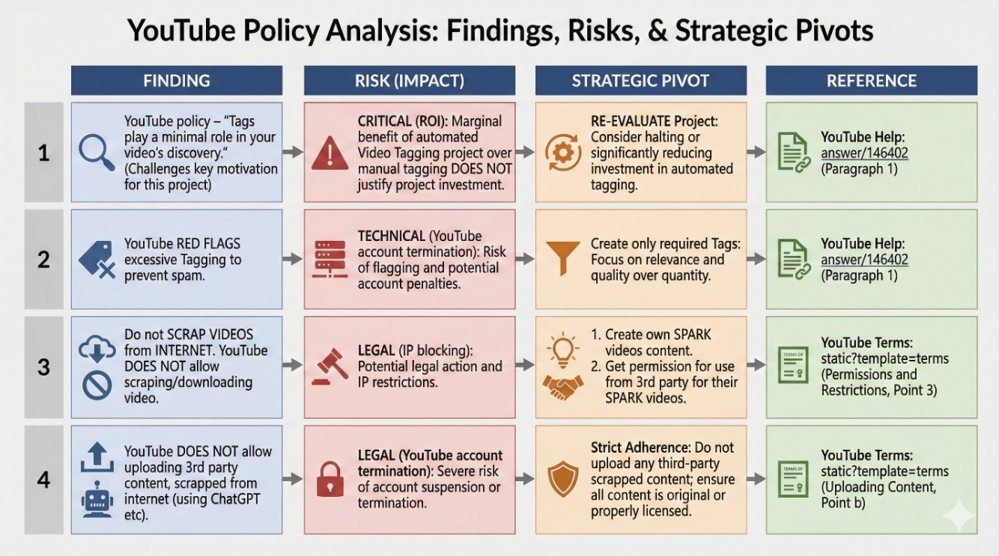 YouTube Policy Analysis: Findings, Risks, & Strategic Pivots
FINDING
RISK (IMPACT)
STRATEGIC PIVOT
REFERENCE
1
YouTube policy – "Tags
play a minimal role in your
video's discovery."
(Challenges key motivation
for this project)
CRITICAL (ROI): Marginal
benefit of automated
Video Tagging project over
manual tagging DOES NOT
justify project investment.
RE-EVALUATE Project:
Consider halting or
significantly reducing
investment in automated
tagging.
YouTube Help:
answer/146402
(Paragraph 1)
2
YouTube RED FLAGS
excessive Tagging to
prevent spam.
TECHNICAL (YouTube
account termination): Risk
of flagging and potential
account penalties.
Create only required Tags:
Focus on relevance and
quality over quantity.
YouTube Help:
answer/146402
(Paragraph 1)
3
Do not SCRAP VIDEOS
from INTERNET. YouTube
DOES NOT allow
scraping/downloading
video.
LEGAL (IP blocking):
Potential legal action and
IP restrictions.
1. Create own SPARK
videos content.
2. Get permission for use
from 3rd party for their
SPARK videos.
TERMS OF
YouTube Terms:
static?template=terms
(Permissions and
Restrictions, Point 3)
4
YouTube DOES NOT allow
uploading 3rd party
content, scrapped from
internet (using ChatGPT
etc).
LEGAL (YouTube account
termination): Severe risk
of account suspension or
termination.
Strict Adherence: Do not
upload any third-party
scrapped content; ensure
all content is original or
properly licensed.
TERMS OF
YouTube Terms:
static?template=terms
(Uploading Content,
Point b)